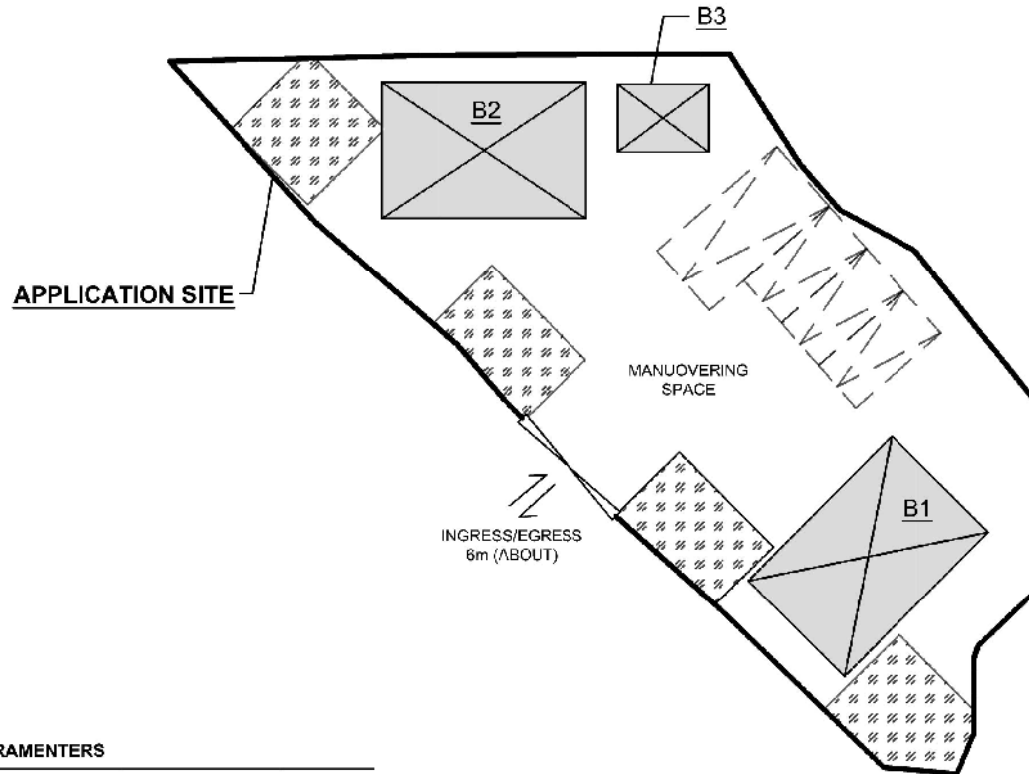 B3
B2
APPLICATION SITE
MANUOVERING
SPACE
B1
INGRESS/EGRESS
6m (ABOUT)
RAMENTERS